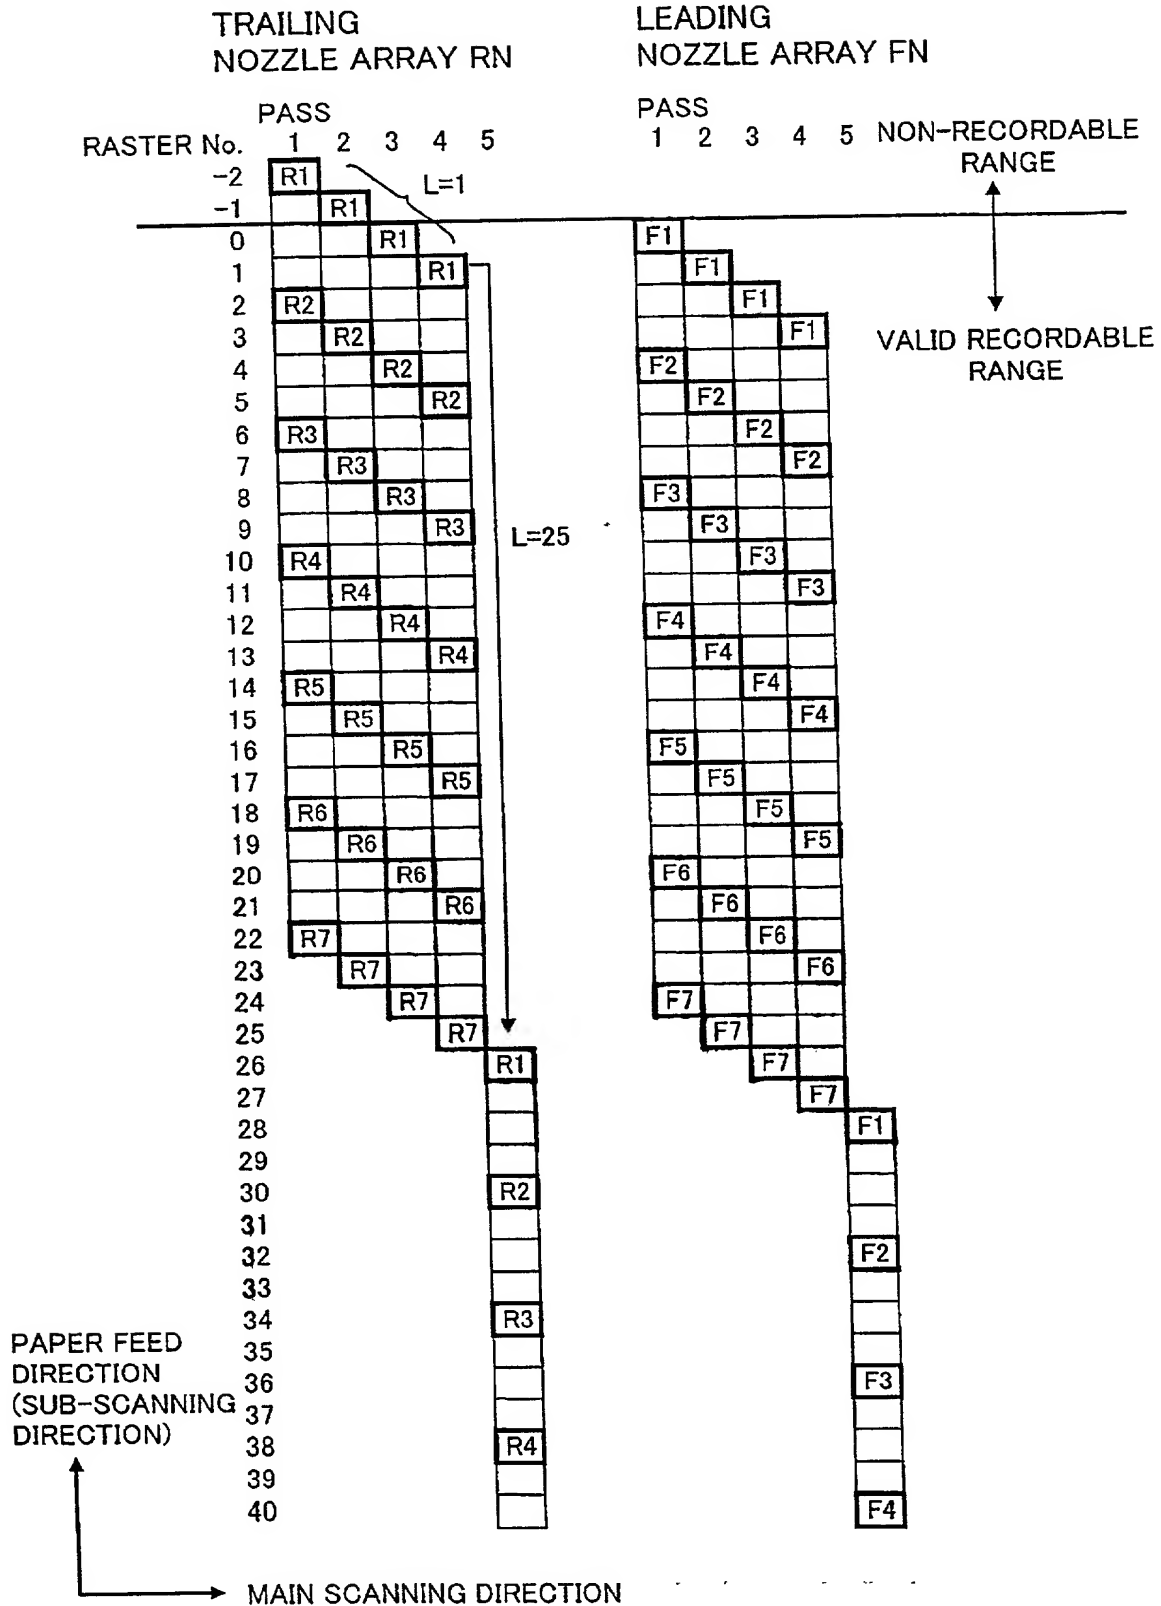 TRAILING
NOZZLE ARRAY RN
LEADING
NOZZLE ARRAY FN
PASS
PASS
RASTER No. 1 2 3 4 5
1 2 3 4 5
NON-RECORDABLE
RANGE
VALID RECORDABLE
RANGE
L=1
L=25
-2 R1
-1 R1
0 R1 F1
1 R1 F1
2 R2 F1
3 R2 F1
4 R2 F2
5 R2 F2
6 R3 F2
7 R3 F2
8 R3 F3
9 R3 F3
10 R4 F3
11 R4 F3
12 R4 F4
13 R4 F4
14 R5 F4
15 R5 F4
16 R5 F5
17 R5 F5
18 R6 F5
19 R6 F5
20 R6 F6
21 R6 F6
22 R7 F6
23 R7 F6
24 R7 F7
25 R7 F7
26 R1 F7
27 F7
28 F1
29
30 R2
31
32 F2
33
34 R3
35
36 F3
37
38 R4
39
40 F4
PAPER FEED
DIRECTION
(SUB-SCANNING
DIRECTION)
MAIN SCANNING DIRECTION